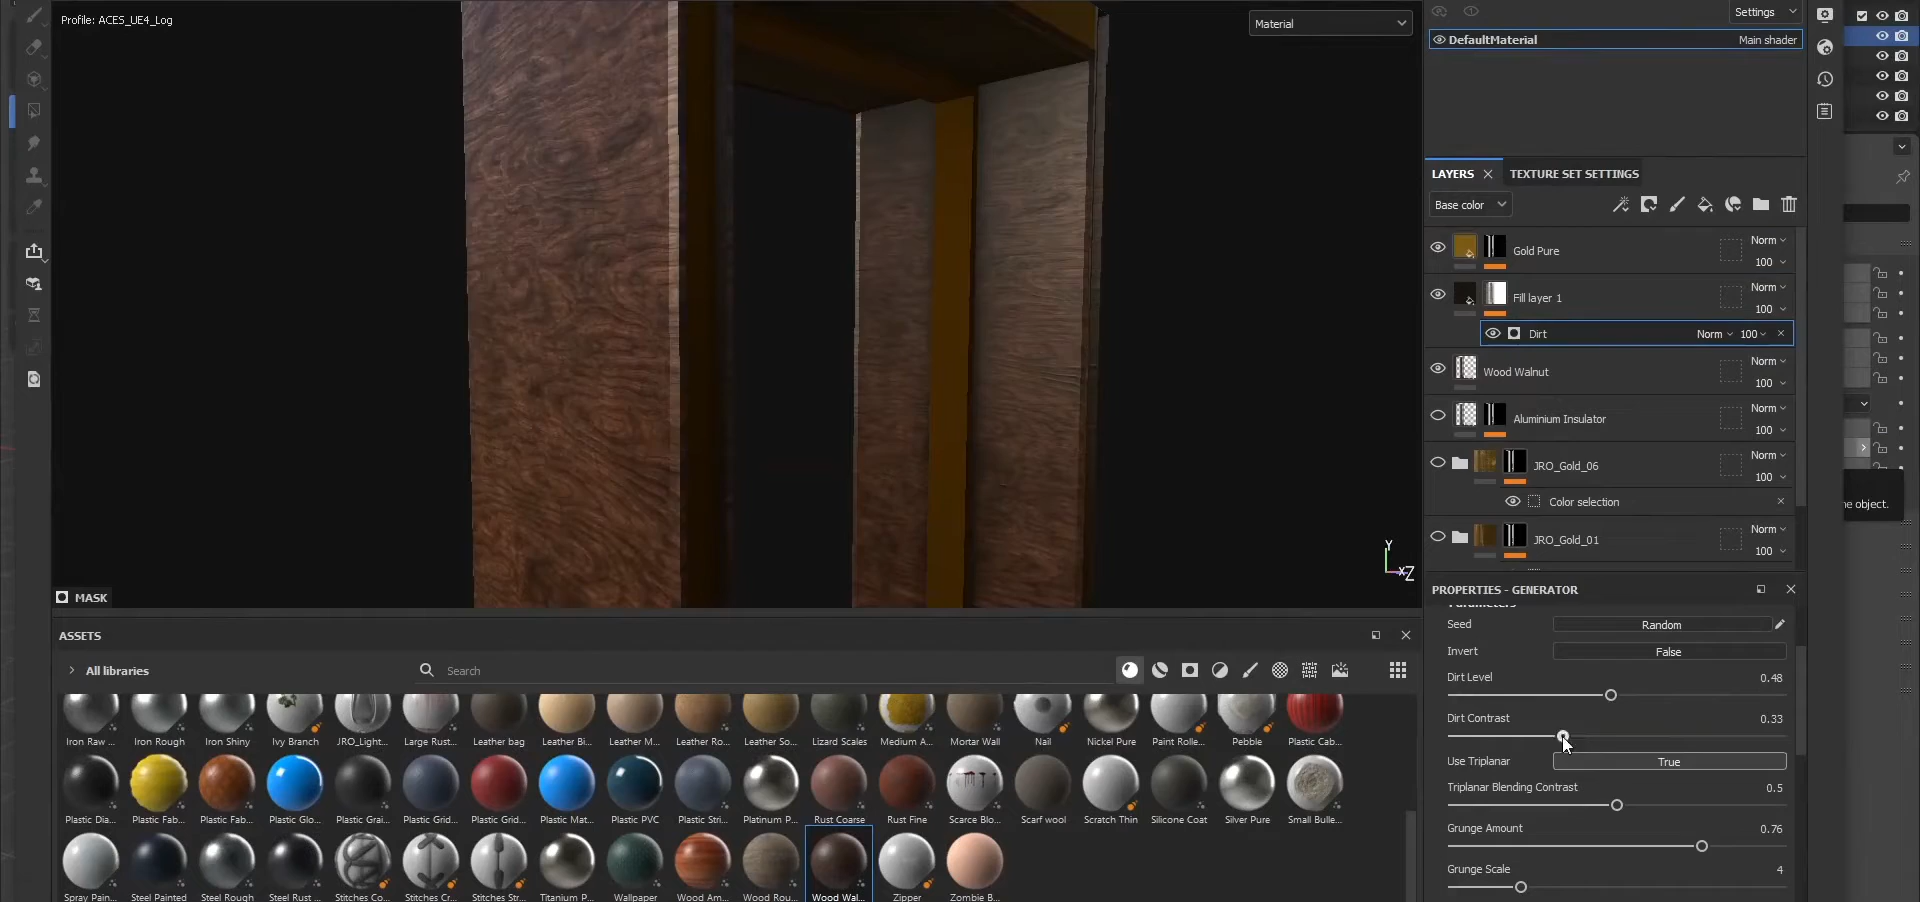 Profile: ACES_UE4_Log
Material
Settings
DefaultMaterial Main shader
LAYERS TEXTURE SET SETTINGS
Base color
Gold Pure Norm
100
Fill layer 1 Norm
100
Dirt Norm 100
Wood Walnut Norm
100
Aluminium Insulator Norm
100
JRO_Gold_06 Norm
100
Color selection
JRO_Gold_01 Norm
100
ne object.
Y
Z
MASK
ASSETS
All libraries
Search
Iron Raw ... Iron Rough Iron Shiny Ivy Branch JRO_Light... Large Rust... Leather bag Leather Bi... Leather M... Leather Ro... Leather So... Lizard Scales Medium A... Mortar Wall Nail Nickel Pure Paint Rolle... Pebble Plastic Cab...
Plastic Dia... Plastic Fab... Plastic Fab... Plastic Glo... Plastic Grai... Plastic Grid... Plastic Grid... Plastic Mat... Plastic PVC Plastic Stri... Platinum P... Rust Coarse Rust Fine Scarce Blo... Scarf wool Scratch Thin Silicone Coat Silver Pure Small Bulle...
Spray Pain... Steel Painted Steel Rough Steel Rust ... Stitches Co... Stitches Cr... Stitches Str... Titanium P... Wallpaper Wood Am... Wood Rou... Wood Wal... Zipper Zombie B...
PROPERTIES - GENERATOR
Parameters
Seed Random
Invert False
Dirt Level 0.48
Dirt Contrast 0.33
Use Triplanar True
Triplanar Blending Contrast 0.5
Grunge Amount 0.76
Grunge Scale 4